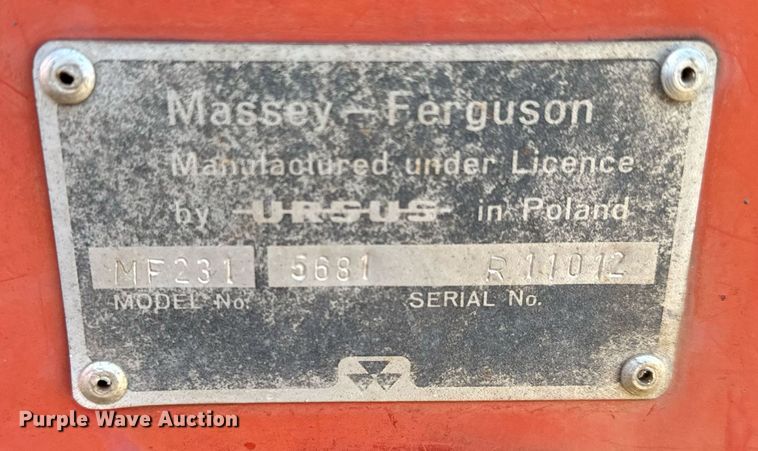 Massey-Ferguson
Manufactured under Licence
by URSUS in Poland
MF231 5681 R11012
MODEL No. SERIAL No.
Purple Wave Auction